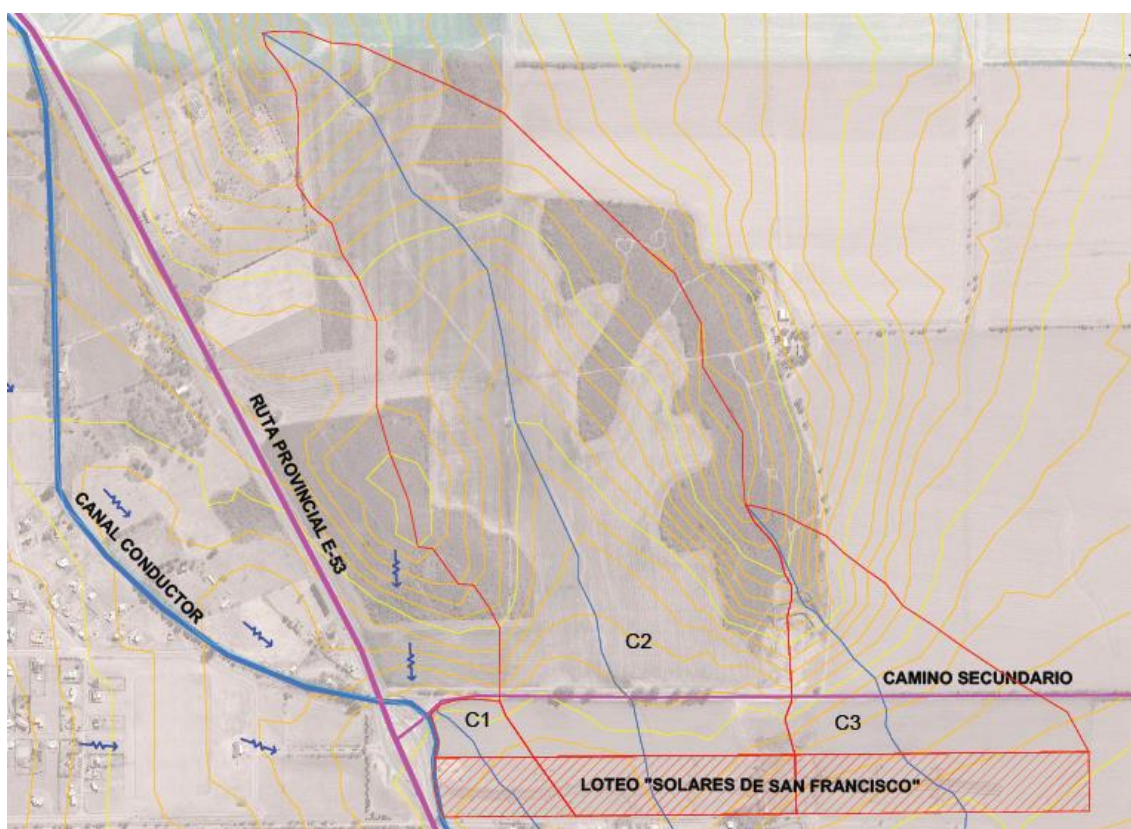 RUTA PROVINCIAL E-53
CANAL CONDUCTOR
C2
CAMINO SECUNDARIO
C1
C3
LOTEO "SOLARES DE SAN FRANCISCO"